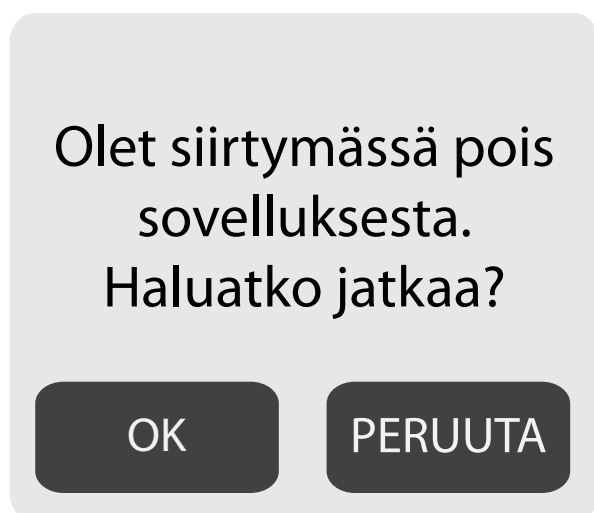 Olet siirtymässä pois
sovelluksesta.
Haluatko jatkaa?
OK PERUUTA